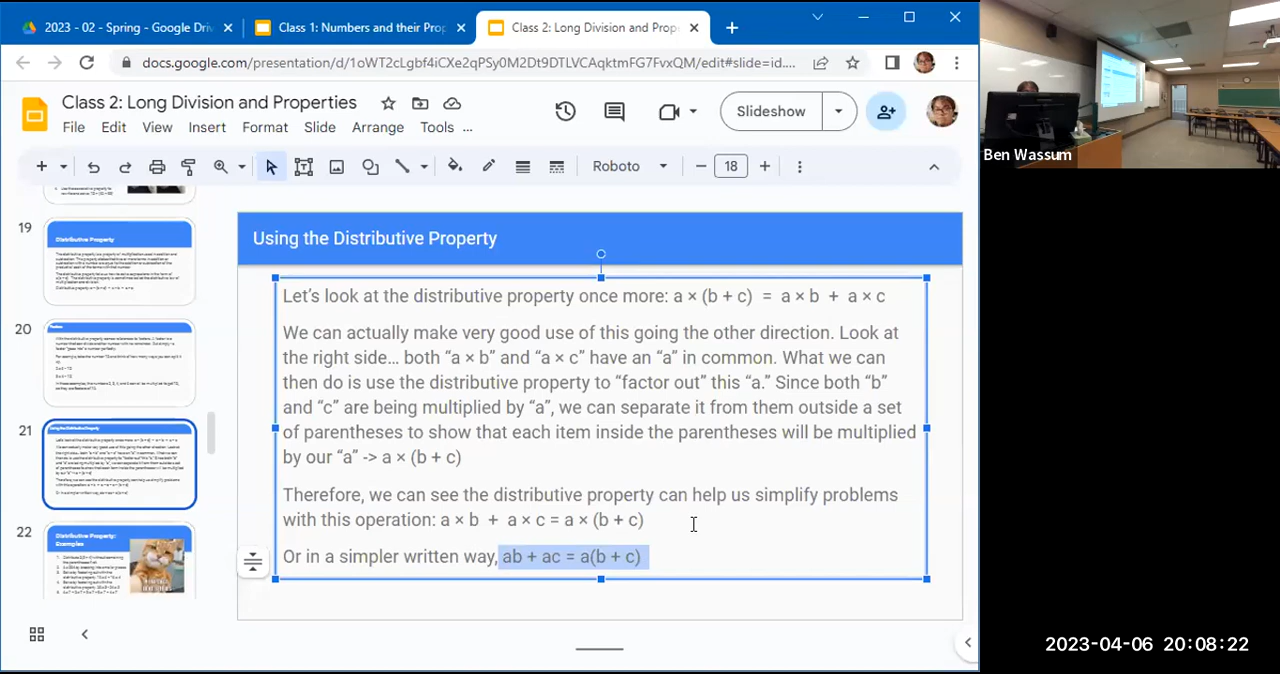 2023 - 02 - Spring - Google Driv
Class 1: Numbers and their Prop
Class 2: Long Division and Prope
docs.google.com/presentation/d/1oWT2cLgbf4iCXe2qPSy0M2Dt9DTLVCAqktmFG7FvxQM/edit#slide=id....
Class 2: Long Division and Properties
Slideshow
File Edit View Insert Format Slide Arrange Tools ...
Roboto
18
19
Distributive Property
20
21
Using the Distributive Property
22
Distributive Property:
Examples
Using the Distributive Property
Let's look at the distributive property once more: a × (b + c) = a × b + a × c
We can actually make very good use of this going the other direction. Look at
the right side... both “a × b” and “a × c” have an “a” in common. What we can
then do is use the distributive property to “factor out” this “a.” Since both “b”
and “c” are being multiplied by “a”, we can separate it from them outside a set
of parentheses to show that each item inside the parentheses will be multiplied
by our “a” -> a × (b + c)
Therefore, we can see the distributive property can help us simplify problems
with this operation: a × b + a × c = a × (b + c)
Or in a simpler written way, ab + ac = a(b + c)
Ben Wassum
2023-04-06 20:08:22